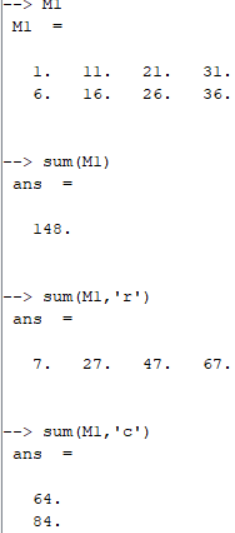 --> M1
M1  =
1.   11.   21.   31.
6.   16.   26.   36.
--> sum(M1)
ans  =
148.
--> sum(M1,'r')
ans  =
7.   27.   47.   67.
--> sum(M1,'c')
ans  =
64.
84.